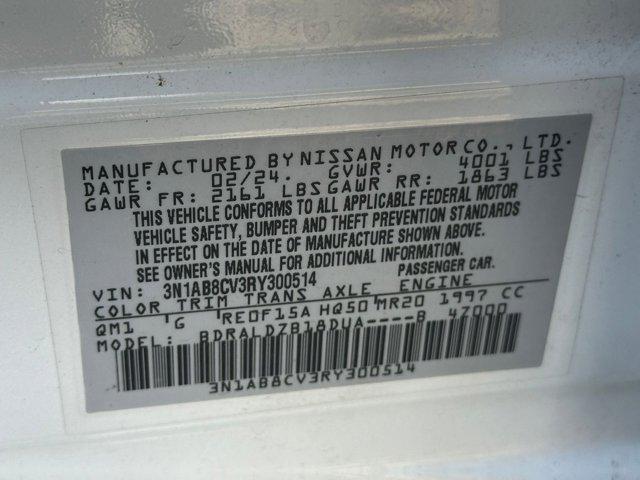 MANUFACTURED BY NISSAN MOTOR CO., LTD.
DATE: 02/24. GVWR: 4001 LBS
GAWR FR: 2161 LBS GAWR RR: 1863 LBS
THIS VEHICLE CONFORMS TO ALL APPLICABLE FEDERAL MOTOR
VEHICLE SAFETY, BUMPER AND THEFT PREVENTION STANDARDS
IN EFFECT ON THE DATE OF MANUFACTURE SHOWN ABOVE.
SEE OWNER'S MANUAL FOR ADDITIONAL INFORMATION.
VIN: 3N1AB8CV3RY300514 PASSENGER CAR.
COLOR TRIM TRANS AXLE ENGINE
QM1 G RE0F15A HQ50 MR20 1997 CC
MODEL: BDRALDZB18DUA----B 47000
3N1AB8CV3RY300514